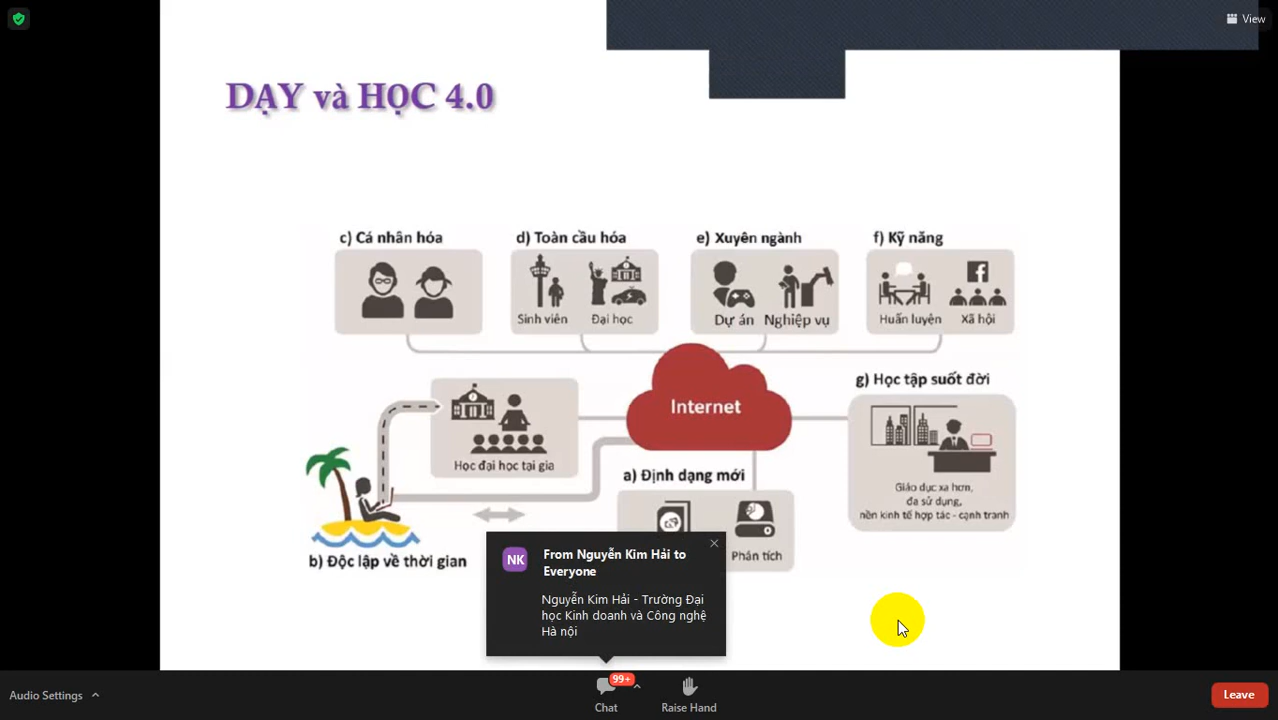 View
DẠY và HỌC 4.0
c) Cá nhân hóa
d) Toàn cầu hóa
e) Xuyên ngành
f) Kỹ năng
Sinh viên Đại học
Dự án Nghiệp vụ
Huấn luyện Xã hội
g) Học tập suốt đời
Internet
Học đại học tại gia
a) Định dạng mới
Giáo dục xa hơn,
đa sử dụng,
nền kinh tế hợp tác - cạnh tranh
Phân tích
b) Độc lập về thời gian
NK
From Nguyễn Kim Hải to
Everyone
Nguyễn Kim Hải - Trường Đại
học Kinh doanh và Công nghệ
Hà nội
Audio Settings
99+
Chat
Raise Hand
Leave